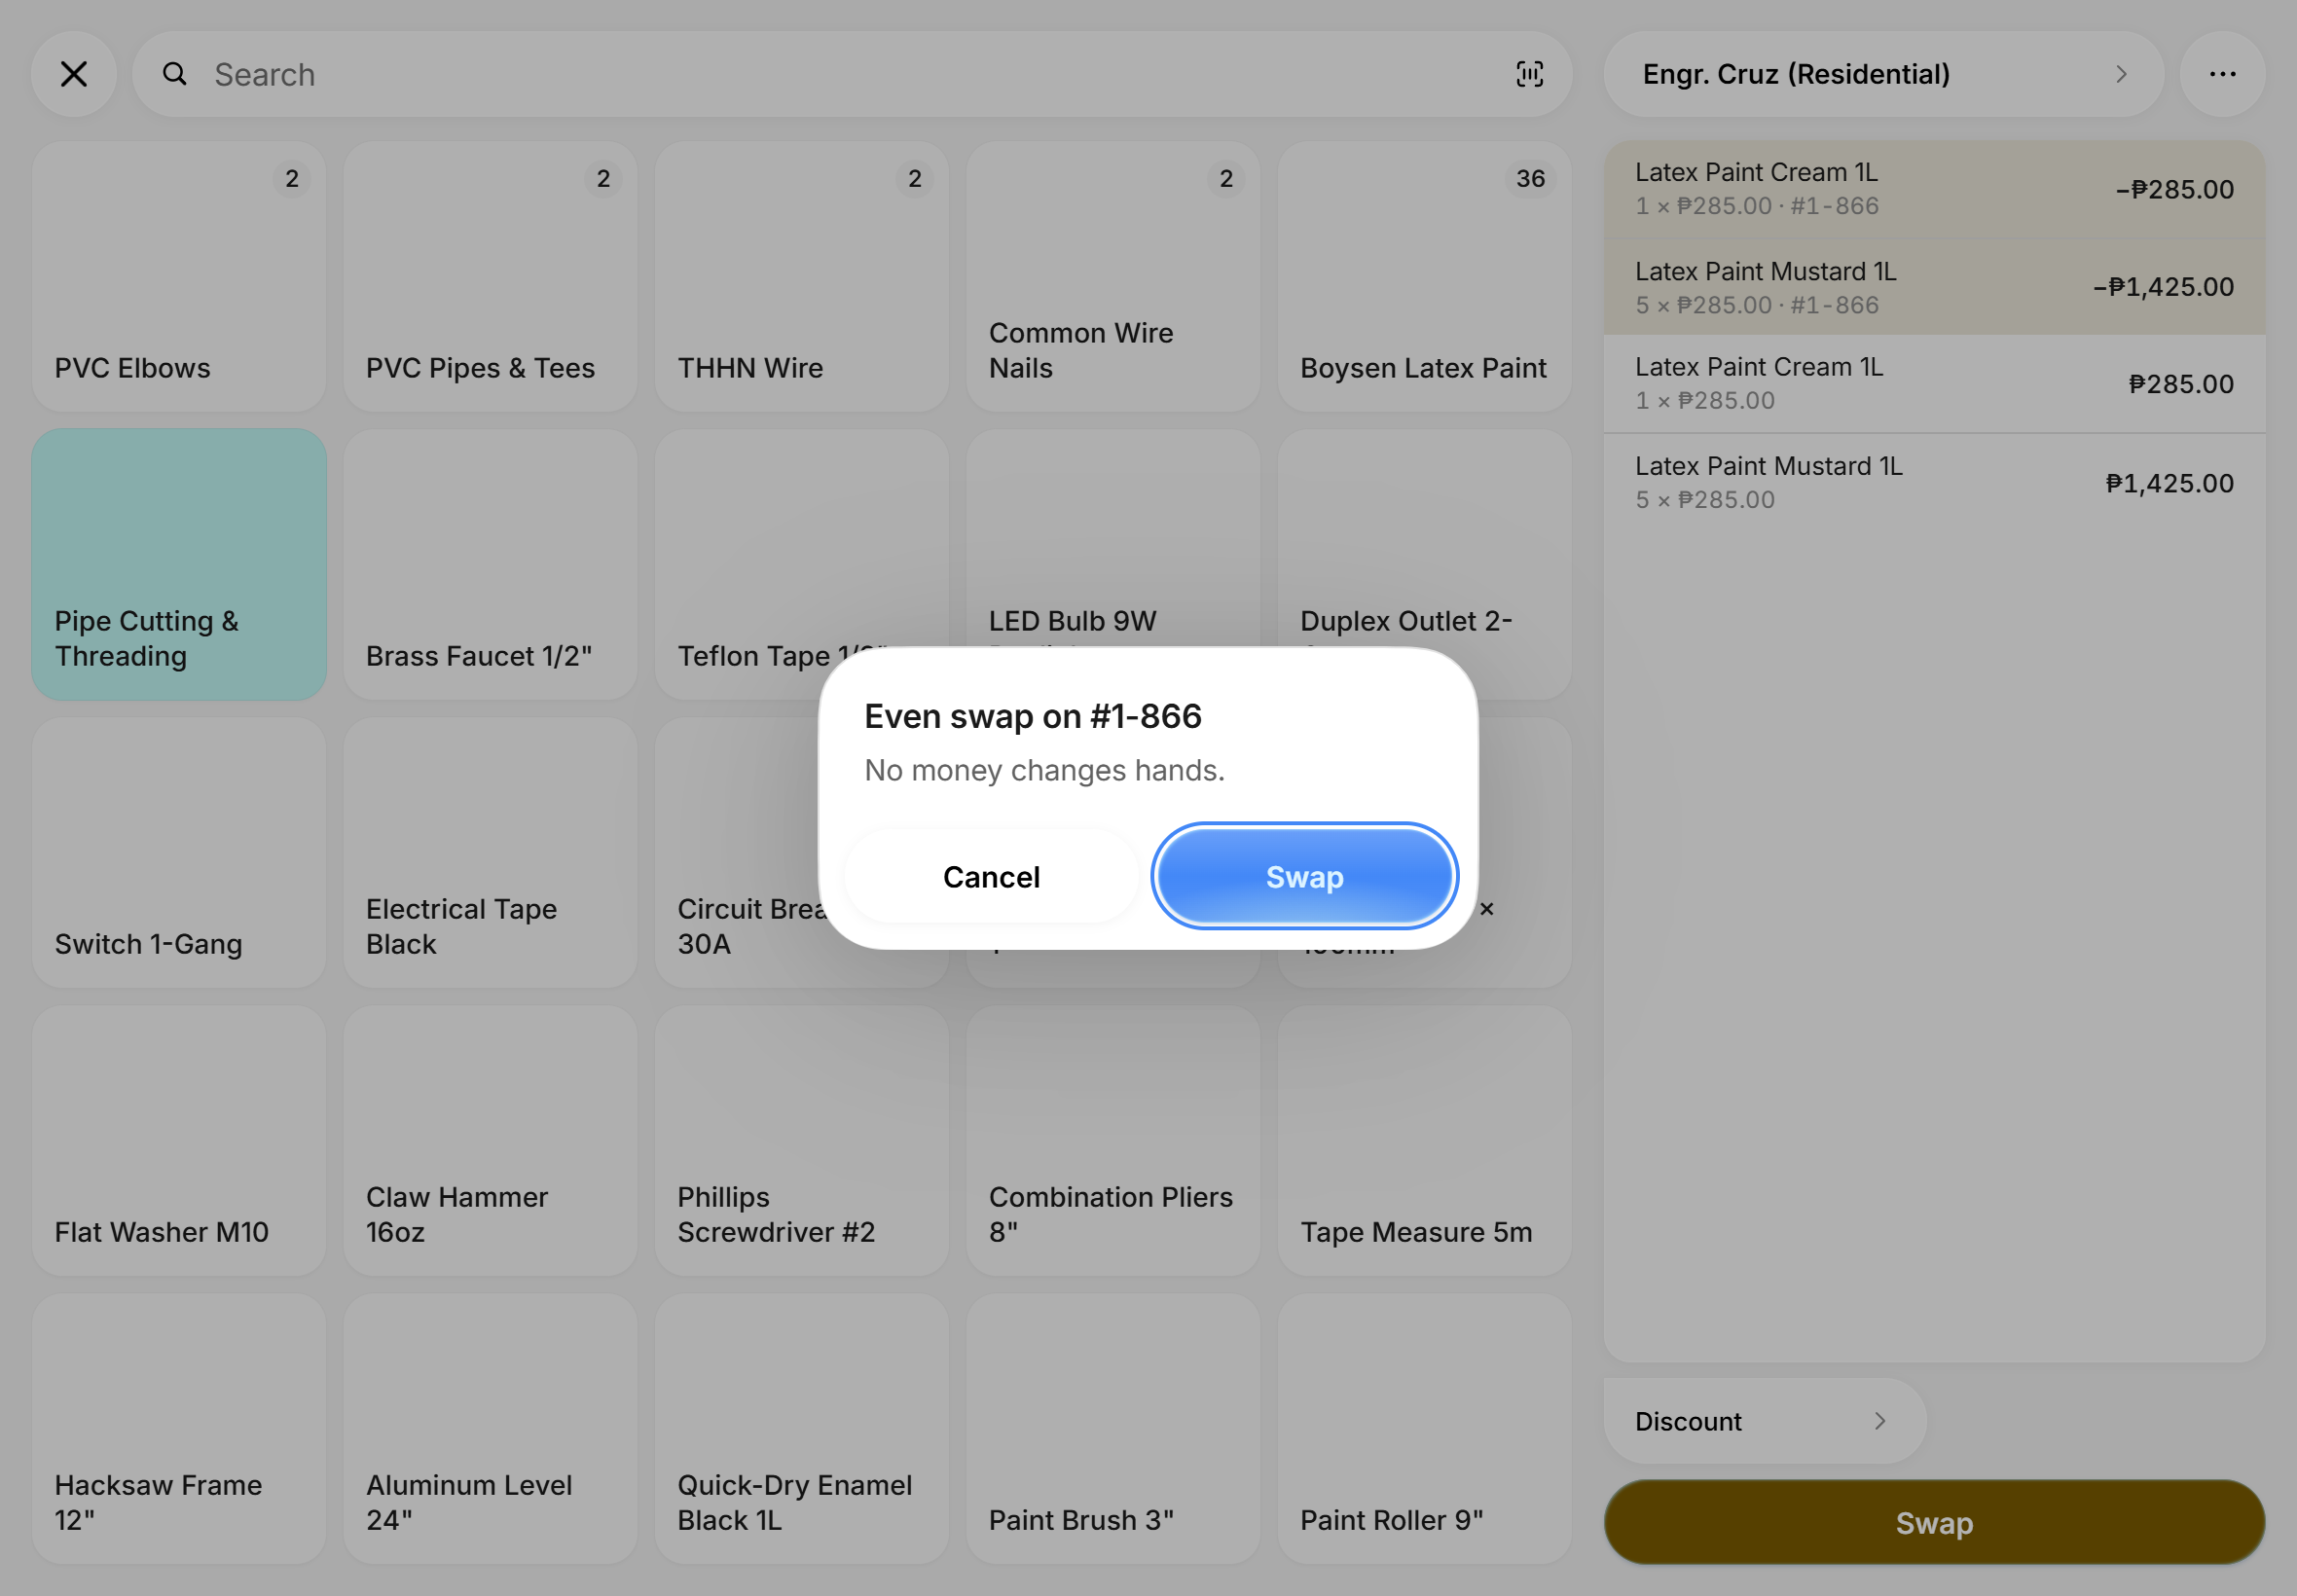 Search
Engr. Cruz (Residential)
2
2
2
2
36
PVC Elbows
PVC Pipes & Tees
THHN Wire
Common Wire
Nails
Boysen Latex Paint
Pipe Cutting &
Threading
Brass Faucet 1/2"
Teflon Tape
LED Bulb 9W
Duplex Outlet 2-
Switch 1-Gang
Electrical Tape
Black
Circuit
30A
×
Flat Washer M10
Claw Hammer
16oz
Phillips
Screwdriver #2
Combination Pliers
8"
Tape Measure 5m
Hacksaw Frame
12"
Aluminum Level
24"
Quick-Dry Enamel
Black 1L
Paint Brush 3"
Paint Roller 9"
Even swap on #1-866
No money changes hands.
Cancel
Swap
Latex Paint Cream 1L
1 × ₱285.00 · #1-866
−₱285.00
Latex Paint Mustard 1L
5 × ₱285.00 · #1-866
−₱1,425.00
Latex Paint Cream 1L
1 × ₱285.00
₱285.00
Latex Paint Mustard 1L
5 × ₱285.00
₱1,425.00
Discount
Swap